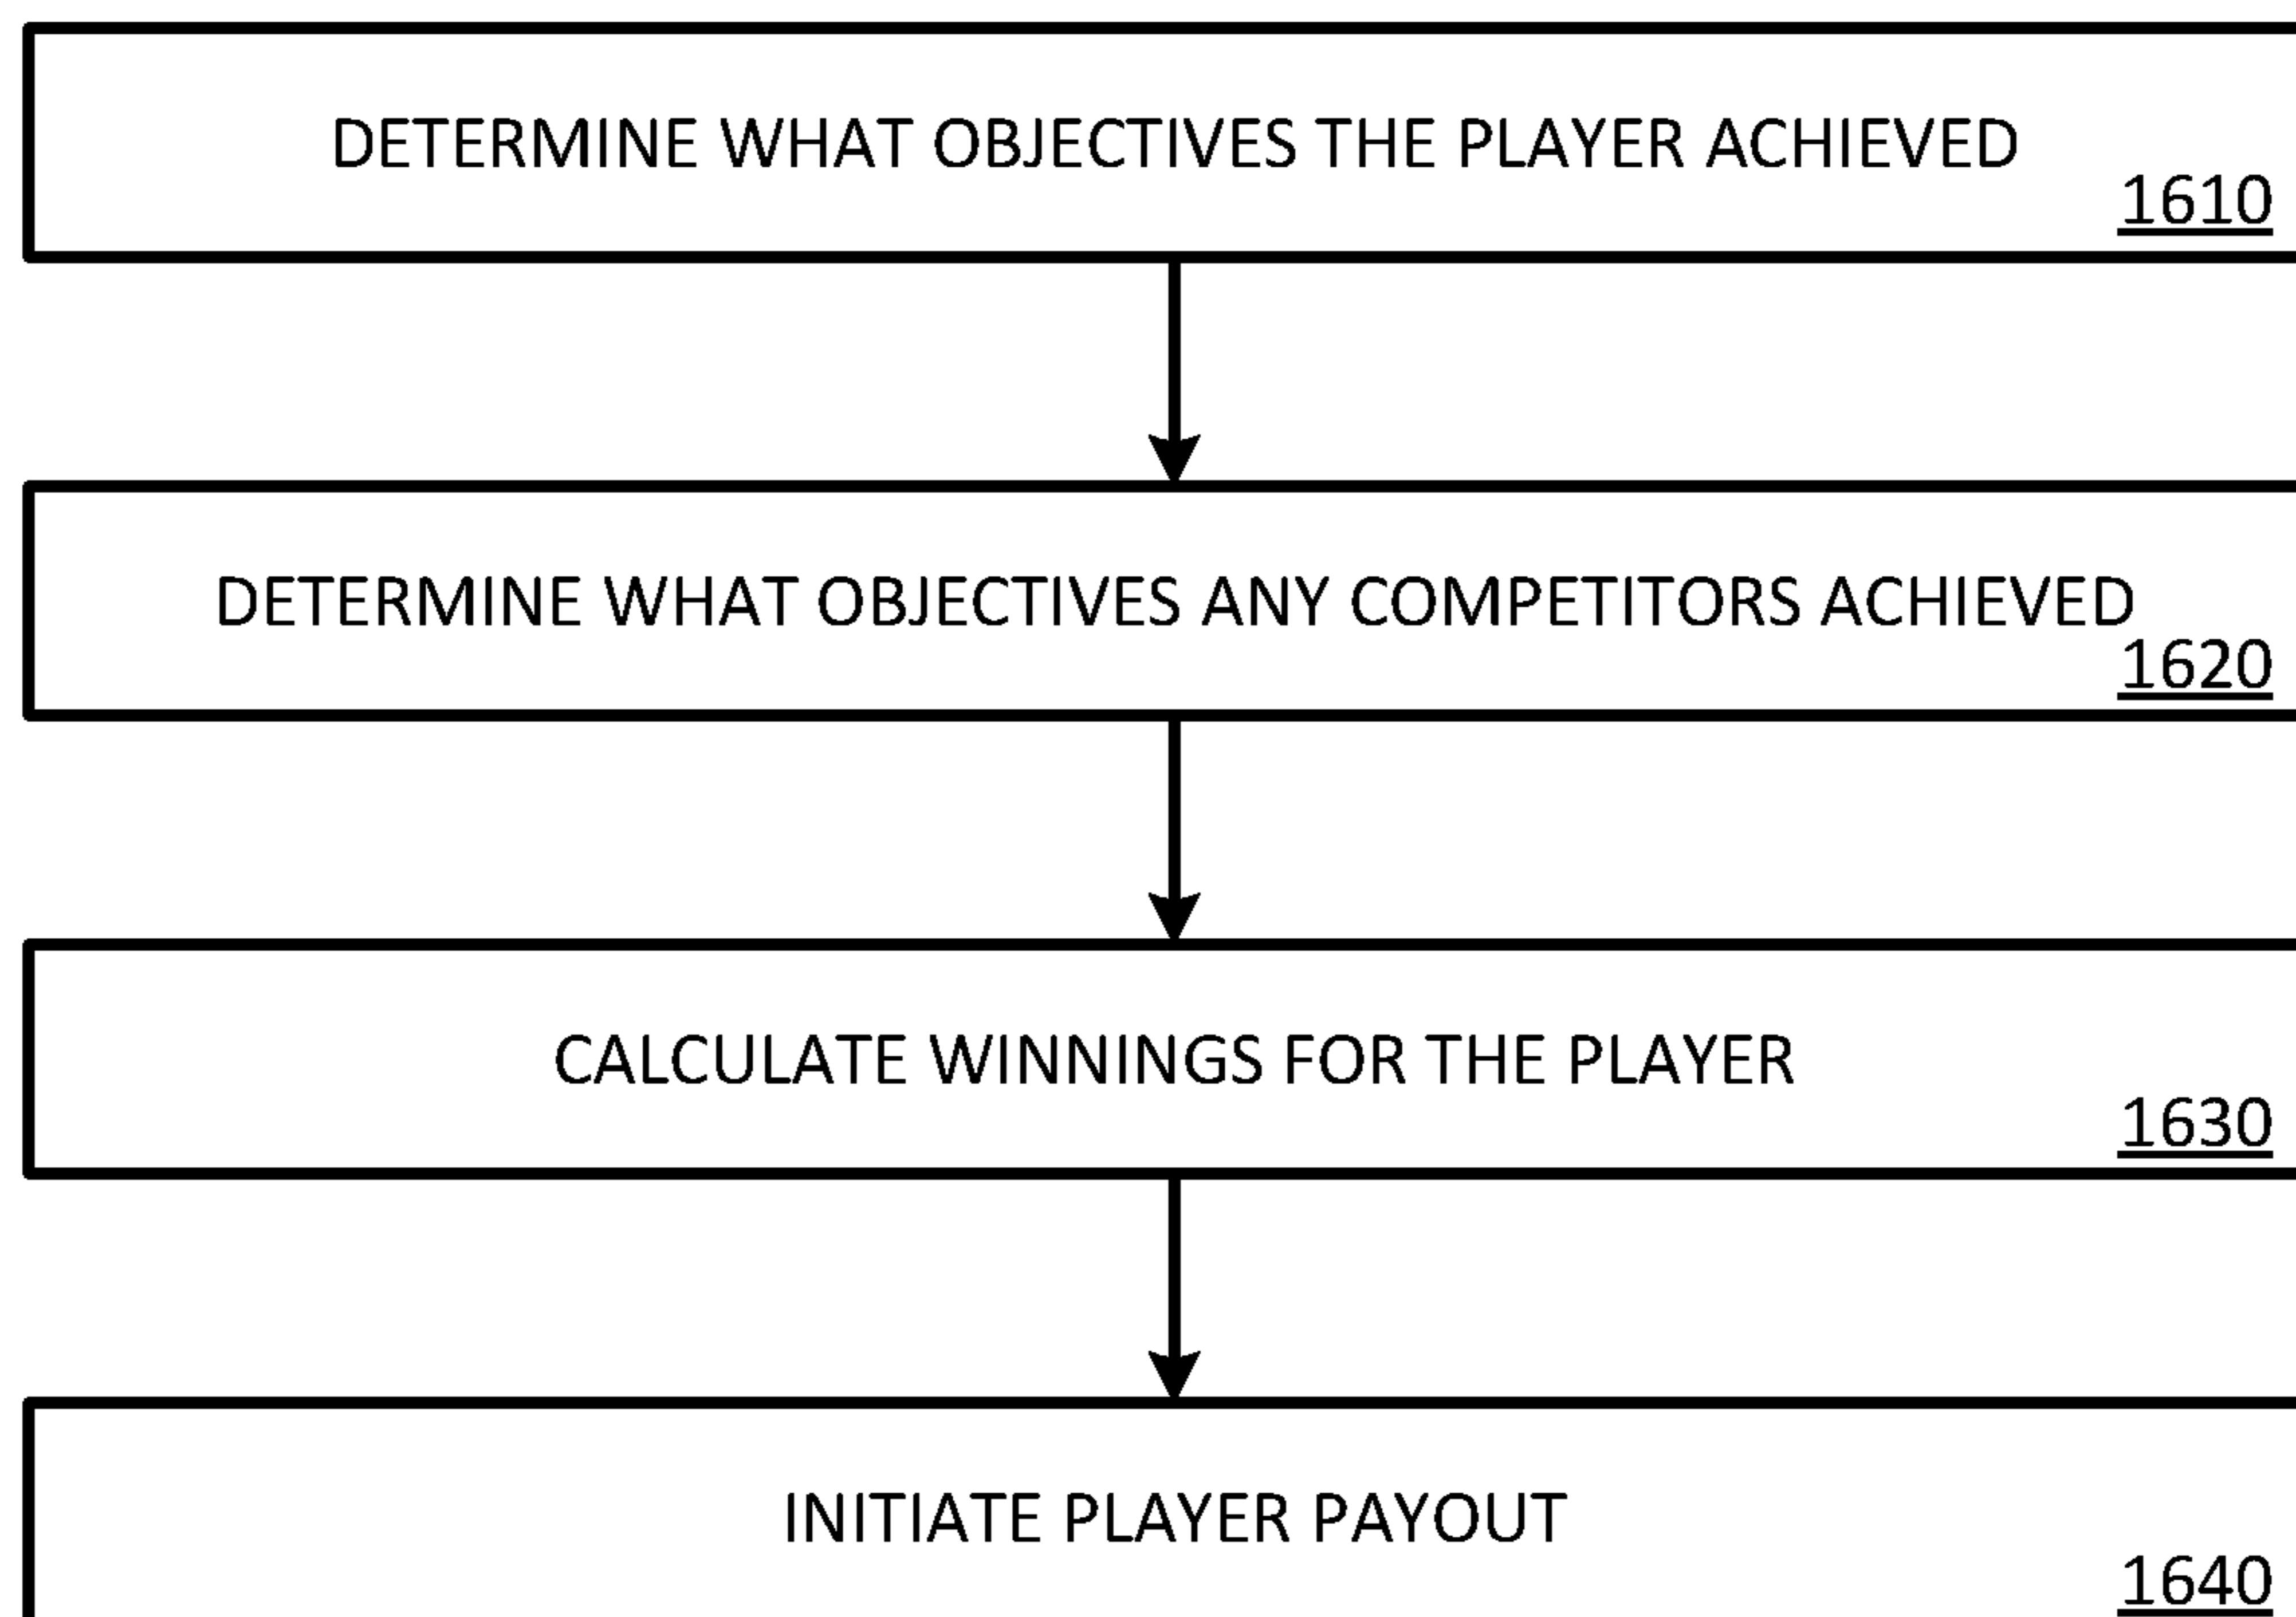 DETERMINE WHAT OBJECTIVES THE PLAYER ACHIEVED
1610
DETERMINE WHAT OBJECTIVES ANY COMPETITORS ACHIEVED
1620
CALCULATE WINNINGS FOR THE PLAYER
1630
INITIATE PLAYER PAYOUT
1640